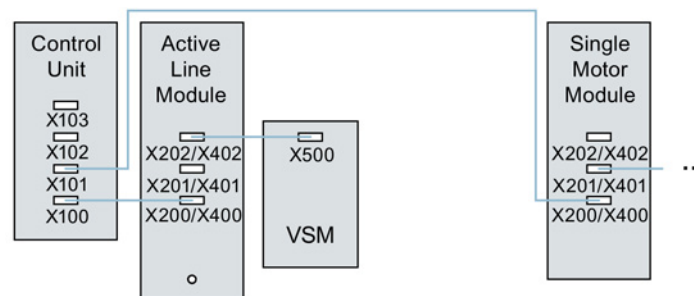 Control
Unit
X103
X102
X101
X100
Active
Line
Module
X202/X402
X201/X401
X200/X400
X500
VSM
Single
Motor
Module
X202/X402
X201/X401
X200/X400
..